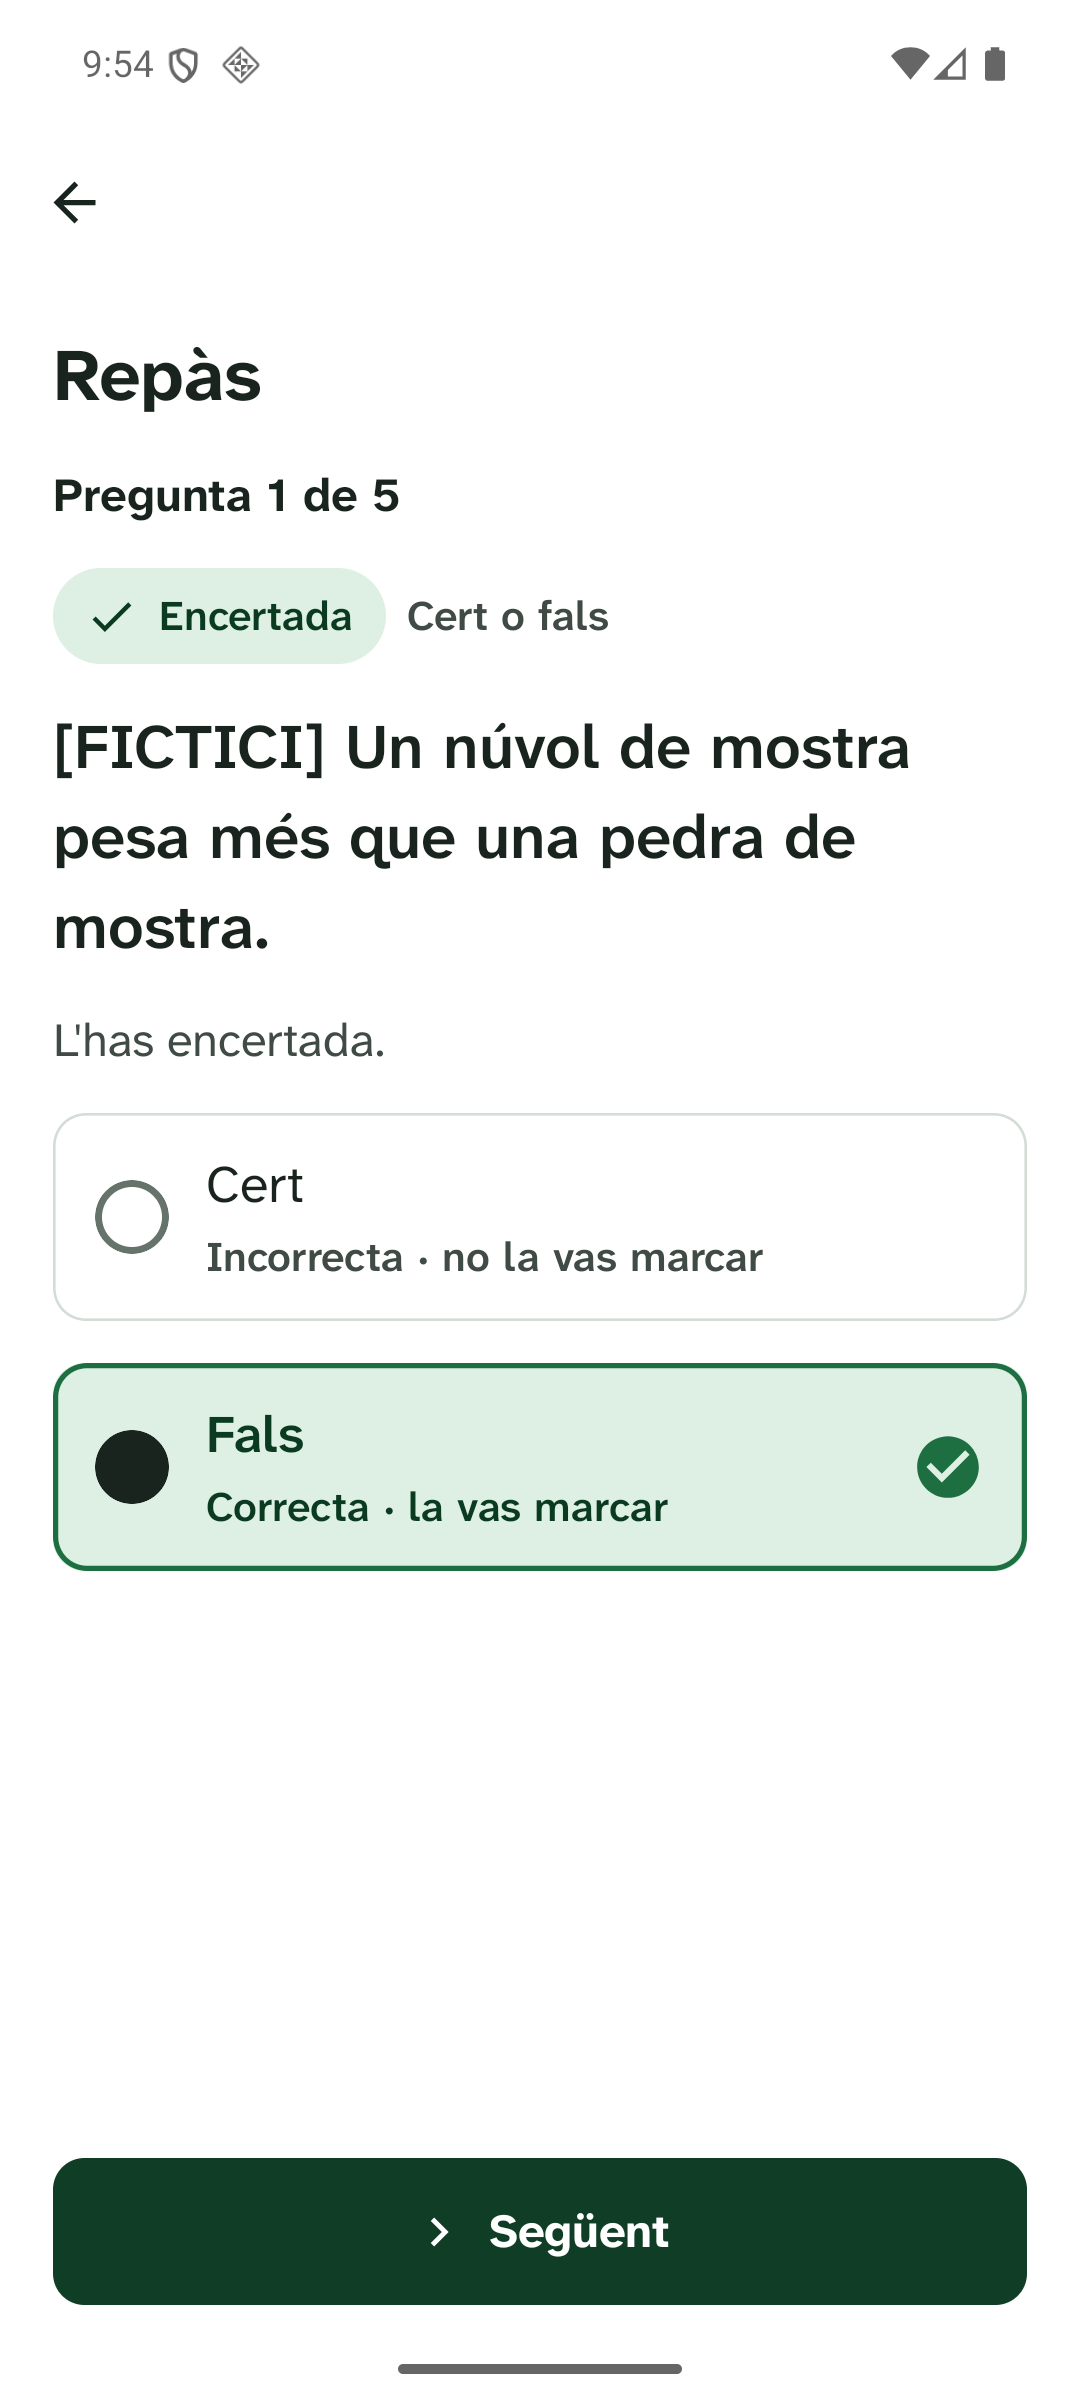 9:54
Repàs
Pregunta 1 de 5
Encertada Cert o fals
[FICTICI] Un núvol de mostra
pesa més que una pedra de
mostra.
L'has encertada.
Cert
Incorrecta · no la vas marcar
Fals
Correcta · la vas marcar
Següent